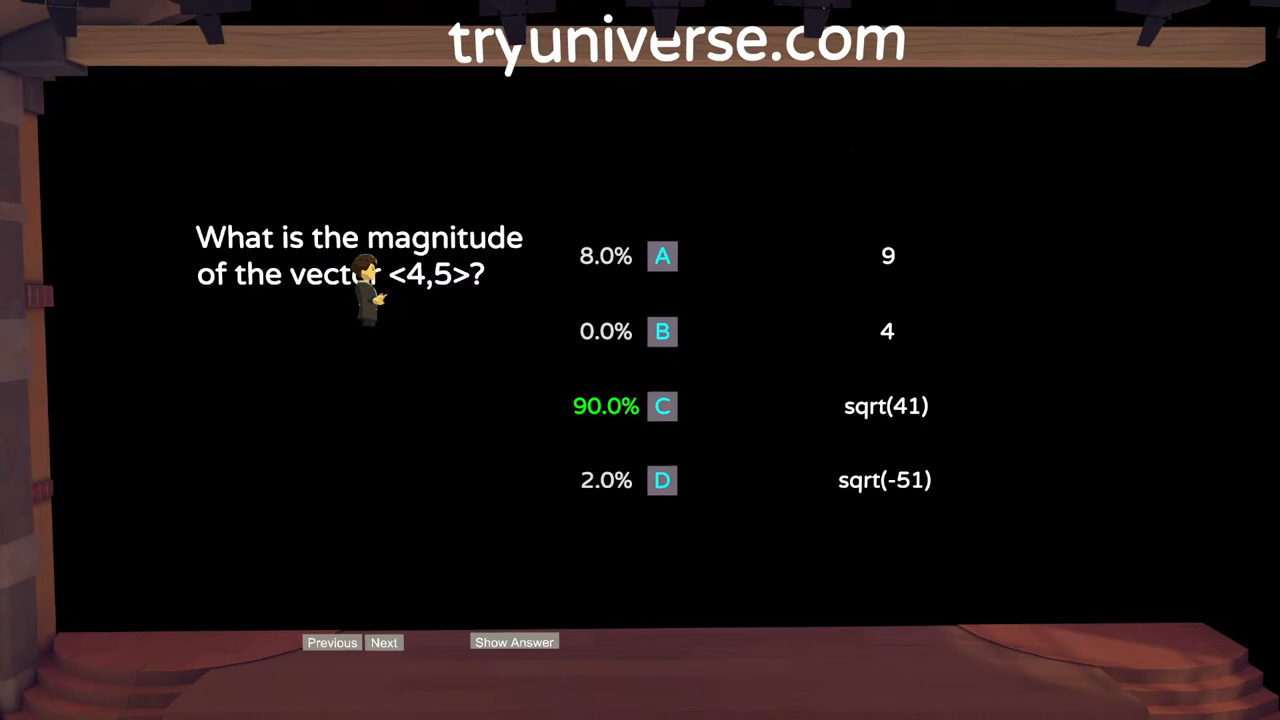 tryuniverse.com
What is the magnitude
of the vector <4,5>?
8.0% A 9
0.0% B 4
90.0% C sqrt(41)
2.0% D sqrt(-51)
Previous Next Show Answer